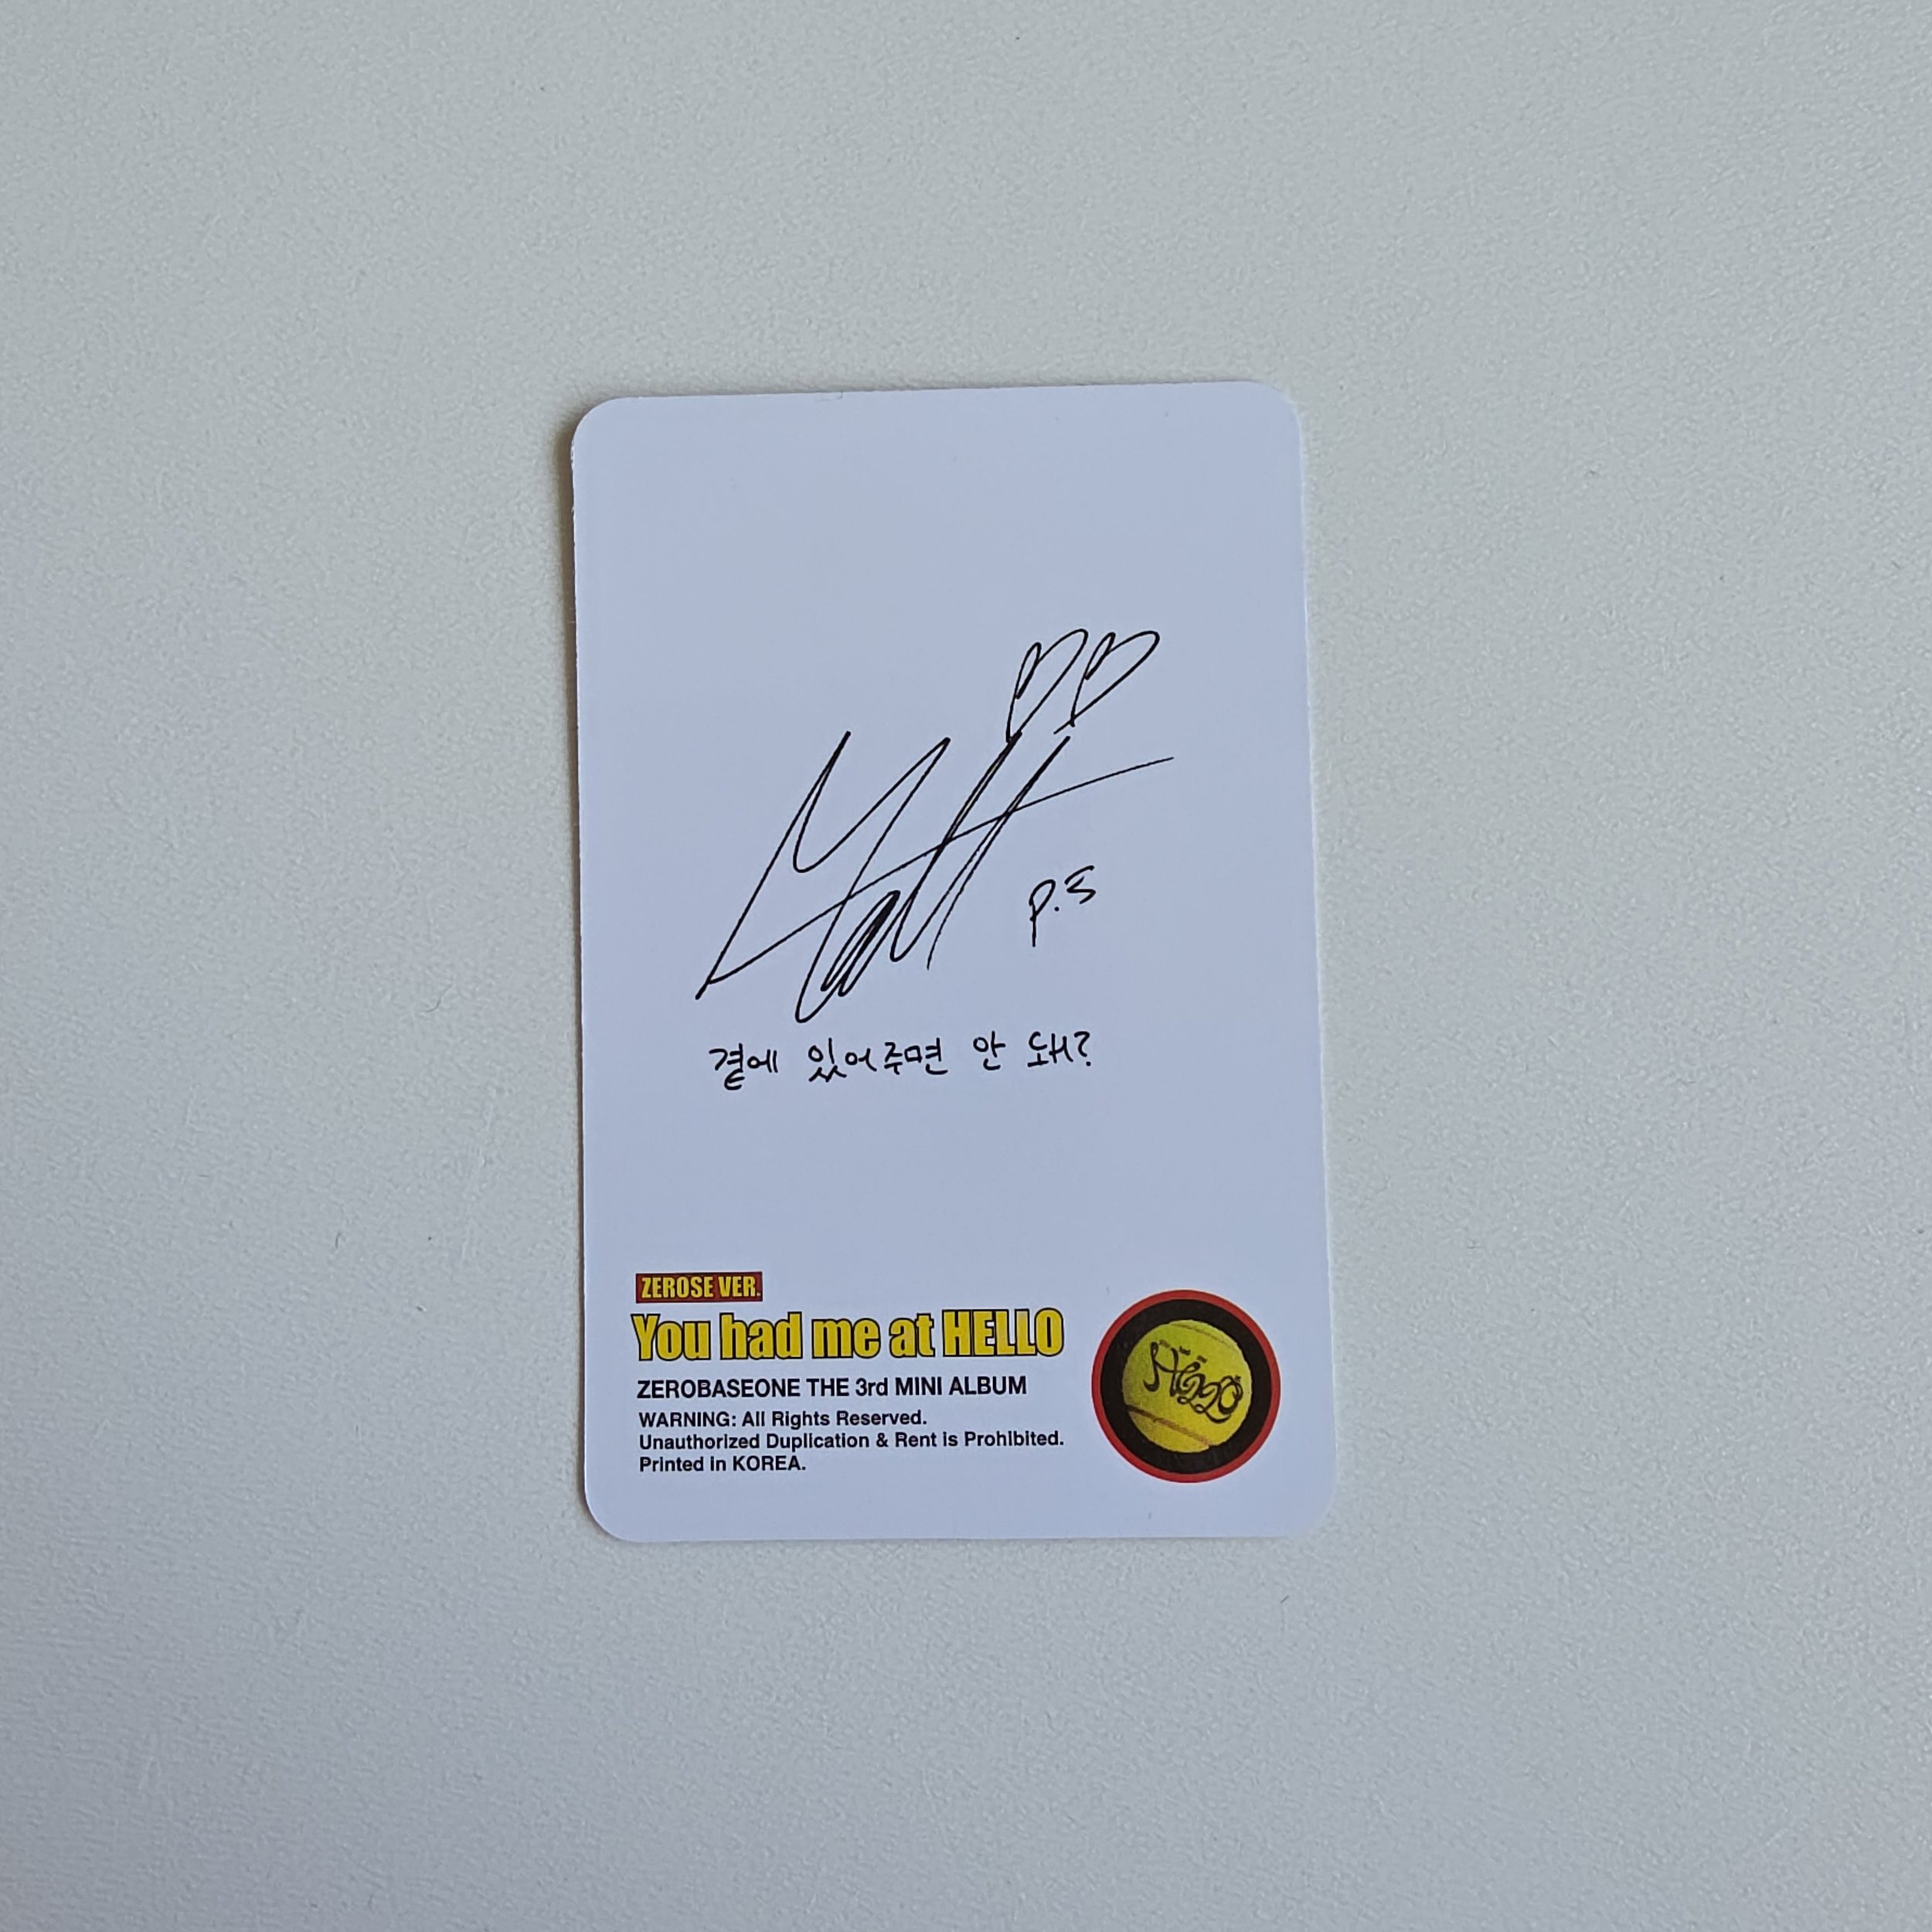 Matt
P.S
곁에 있어주면 안 돼?
ZEROSE VER.
You had me at HELLO
ZEROBASEONE THE 3rd MINI ALBUM
WARNING: All Rights Reserved.
Unauthorized Duplication & Rent is Prohibited.
Printed in KOREA.
HELLO